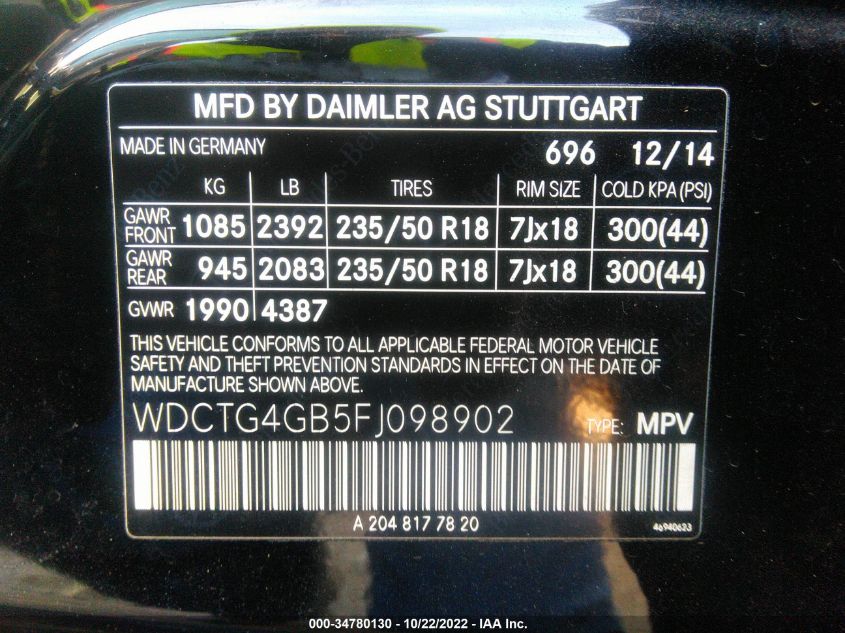 MFD BY DAIMLER AG STUTTGART
MADE IN GERMANY 696 12/14
KG LB TIRES RIM SIZE COLD KPA (PSI)
GAWR FRONT 1085 2392 235/50 R18 7Jx18 300(44)
GAWR REAR 945 2083 235/50 R18 7Jx18 300(44)
GVWR 1990 4387
THIS VEHICLE CONFORMS TO ALL APPLICABLE FEDERAL MOTOR VEHICLE
SAFETY AND THEFT PREVENTION STANDARDS IN EFFECT ON THE DATE OF
MANUFACTURE SHOWN ABOVE.
WDCTG4GB5FJ098902 TYPE: MPV
A 204 817 78 20 46940623
000-34780130 - 10/22/2022 - IAA Inc.